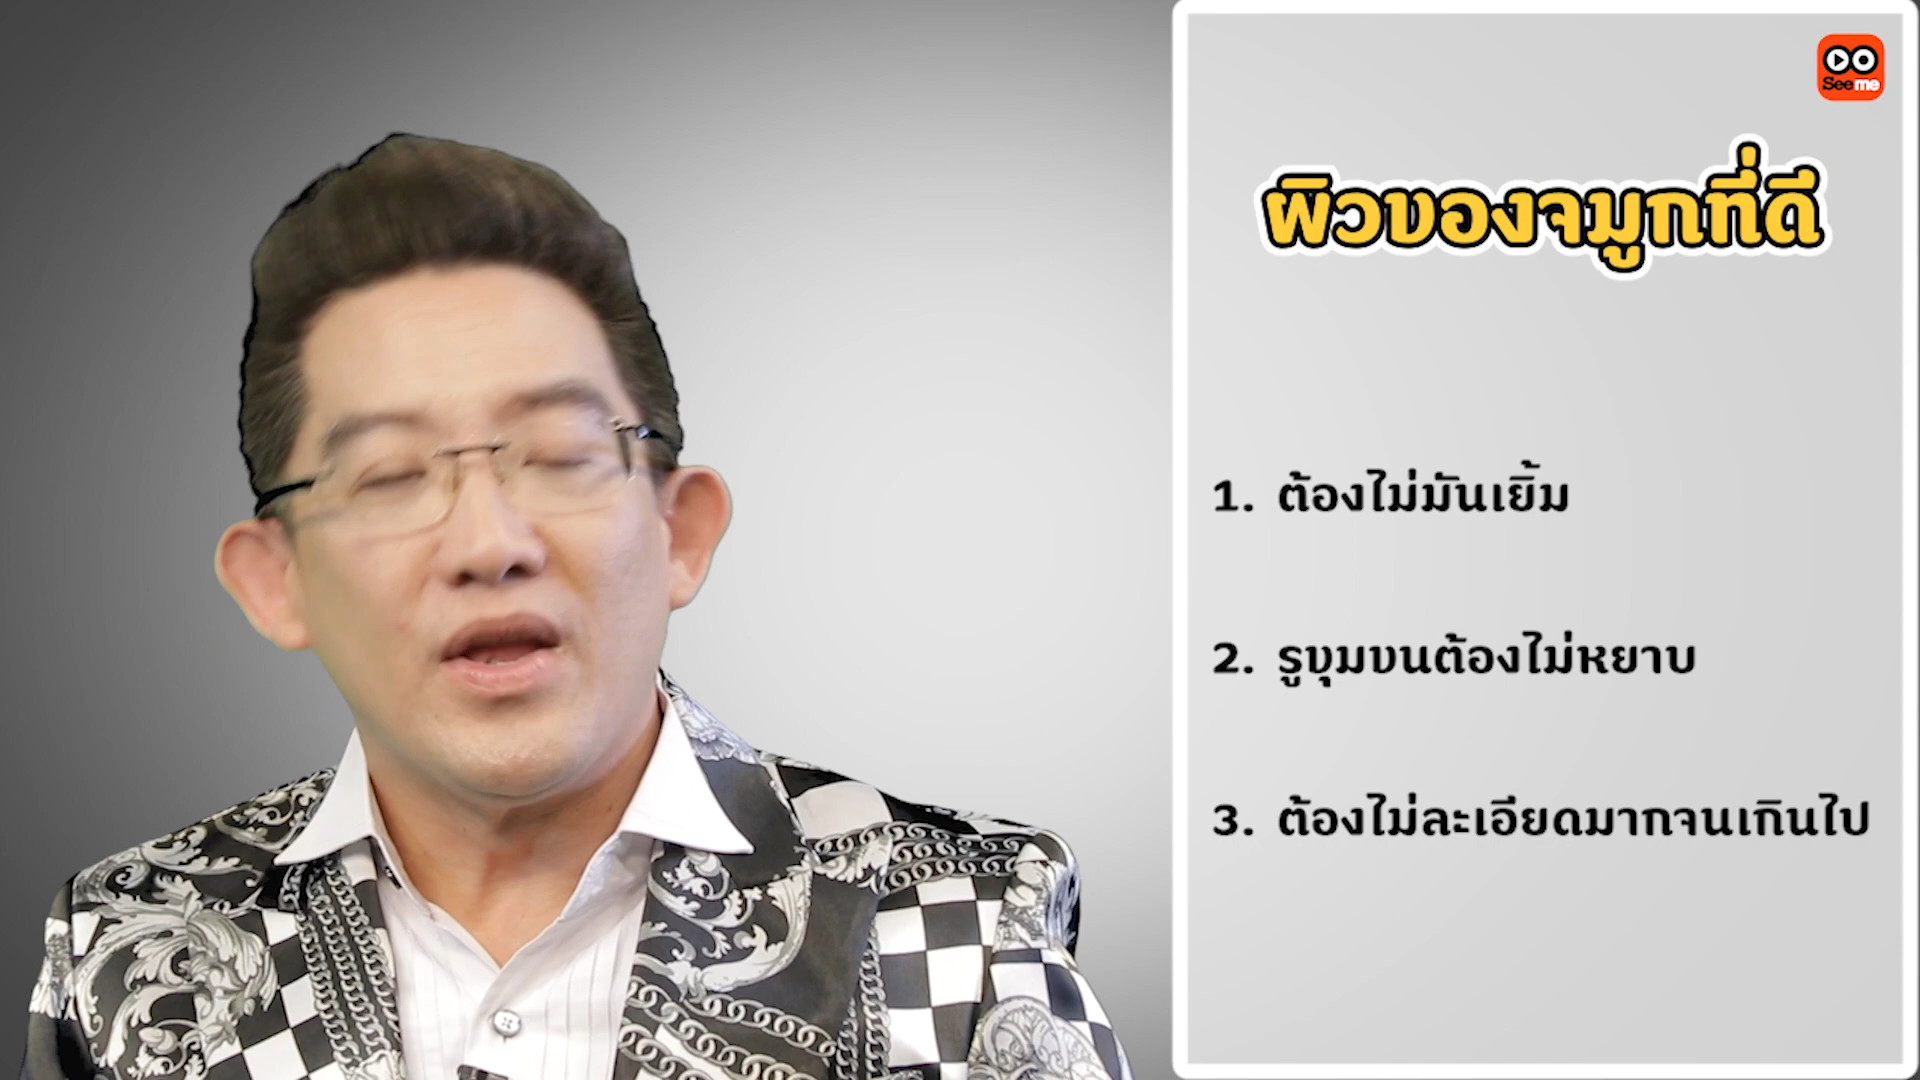 See me
ผิวของจมูกที่ดี
1. ต้องไม่มันเยิ้ม
2. รูขุมขนต้องไม่หยาบ
3. ต้องไม่ละเอียดมากจนเกินไป